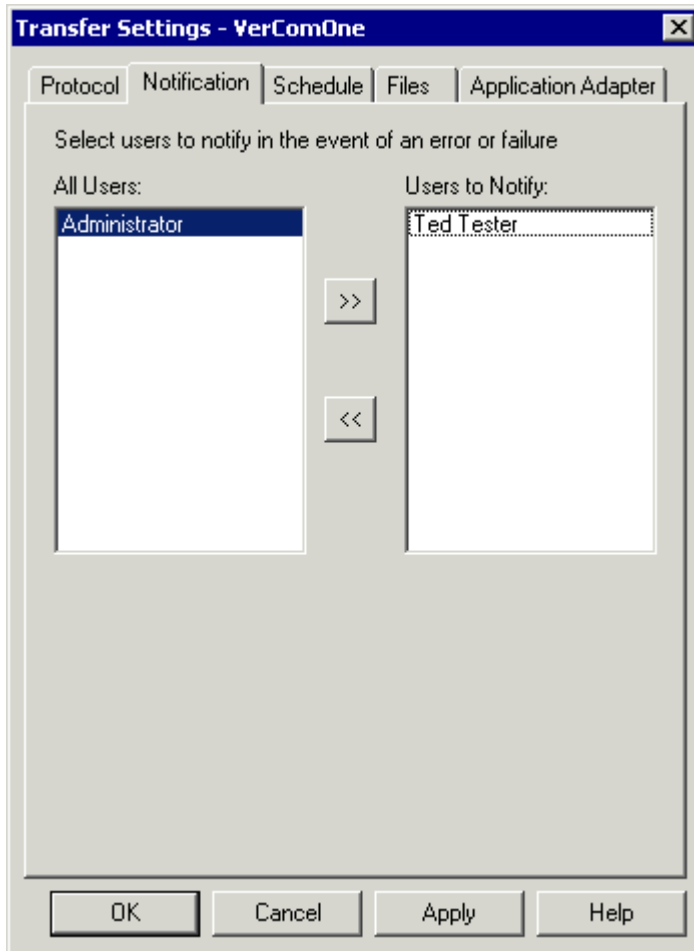 Transfer Settings - VerComOne
Protocol Notification Schedule Files Application Adapter
Select users to notify in the event of an error or failure
All Users: Users to Notify:
Administrator Ted Tester
>>
<<
OK Cancel Apply Help